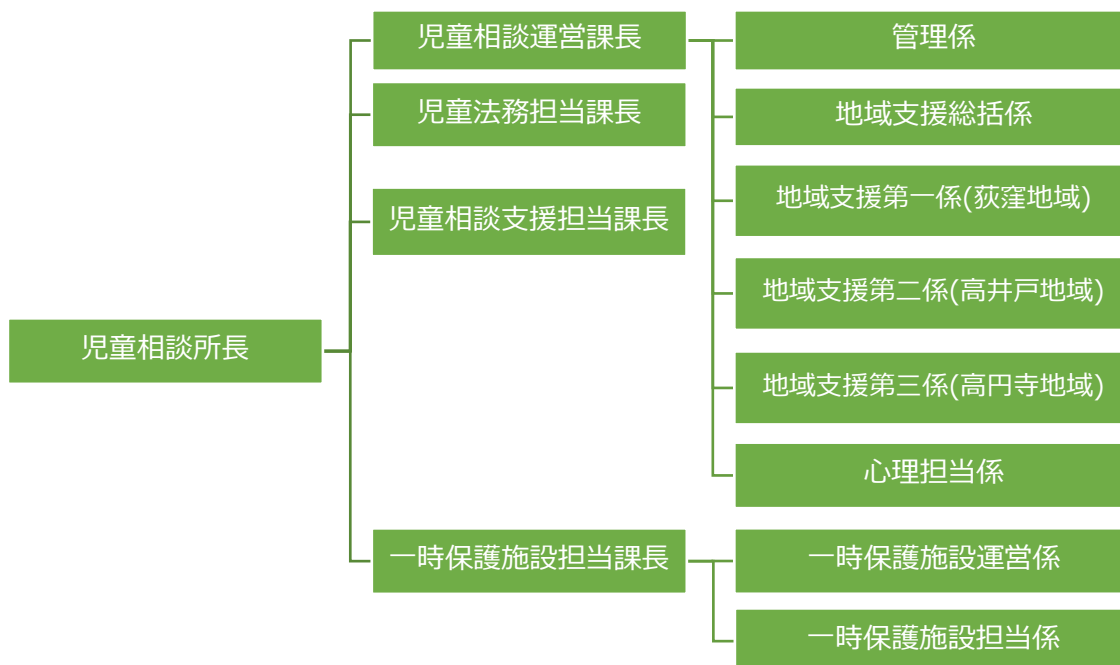 児童相談所長
児童相談運営課長
児童法務担当課長
児童相談支援担当課長
一時保護施設担当課長
管理係
地域支援総括係
地域支援第一係(荻窪地域)
地域支援第二係(高井戸地域)
地域支援第三係(高円寺地域)
心理担当係
一時保護施設運営係
一時保護施設担当係